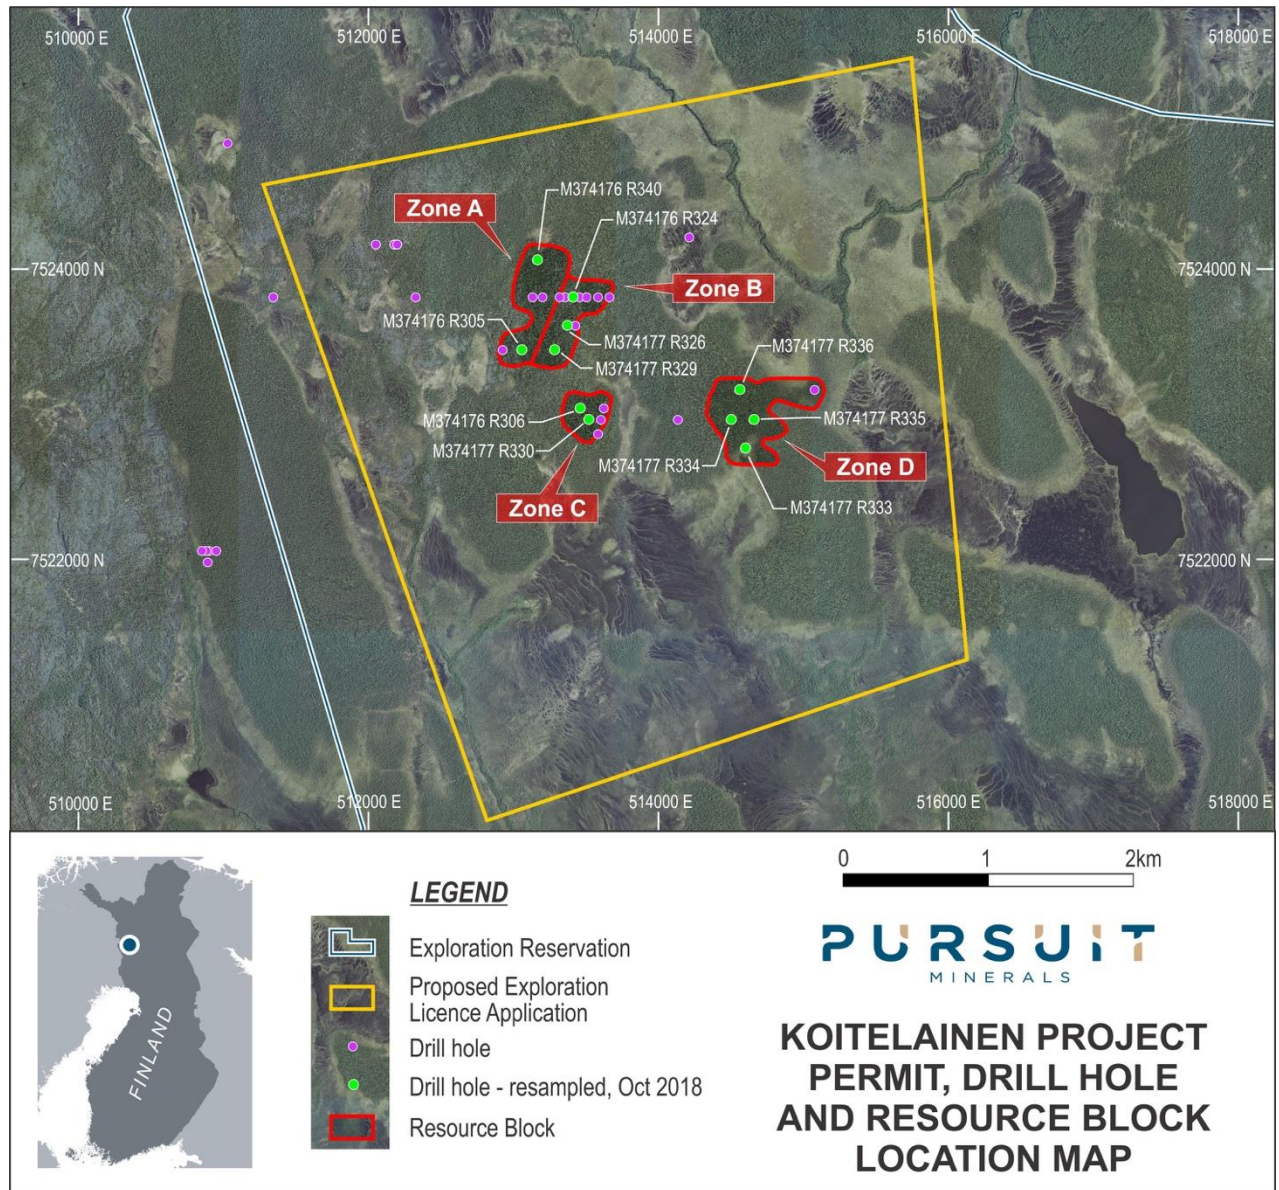 510000 E
512000 E
514000 E
516000 E
518000 E
M374176 R340
Zone A
M374176 R324
7524000 N
7524000 N
Zone B
M374176 R305
M374177 R326
M374177 R336
M374177 R329
M374176 R306
M374177 R335
M374177 R330
M374177 R334
Zone D
Zone C
M374177 R333
7522000 N
7522000 N
510000 E
512000 E
514000 E
516000 E
518000 E
FINLAND
LEGEND
Exploration Reservation
Proposed Exploration
Licence Application
Drill hole
Drill hole - resampled, Oct 2018
Resource Block
0 1 2km
PURSUIT
MINERALS
KOITELAINEN PROJECT
PERMIT, DRILL HOLE
AND RESOURCE BLOCK
LOCATION MAP